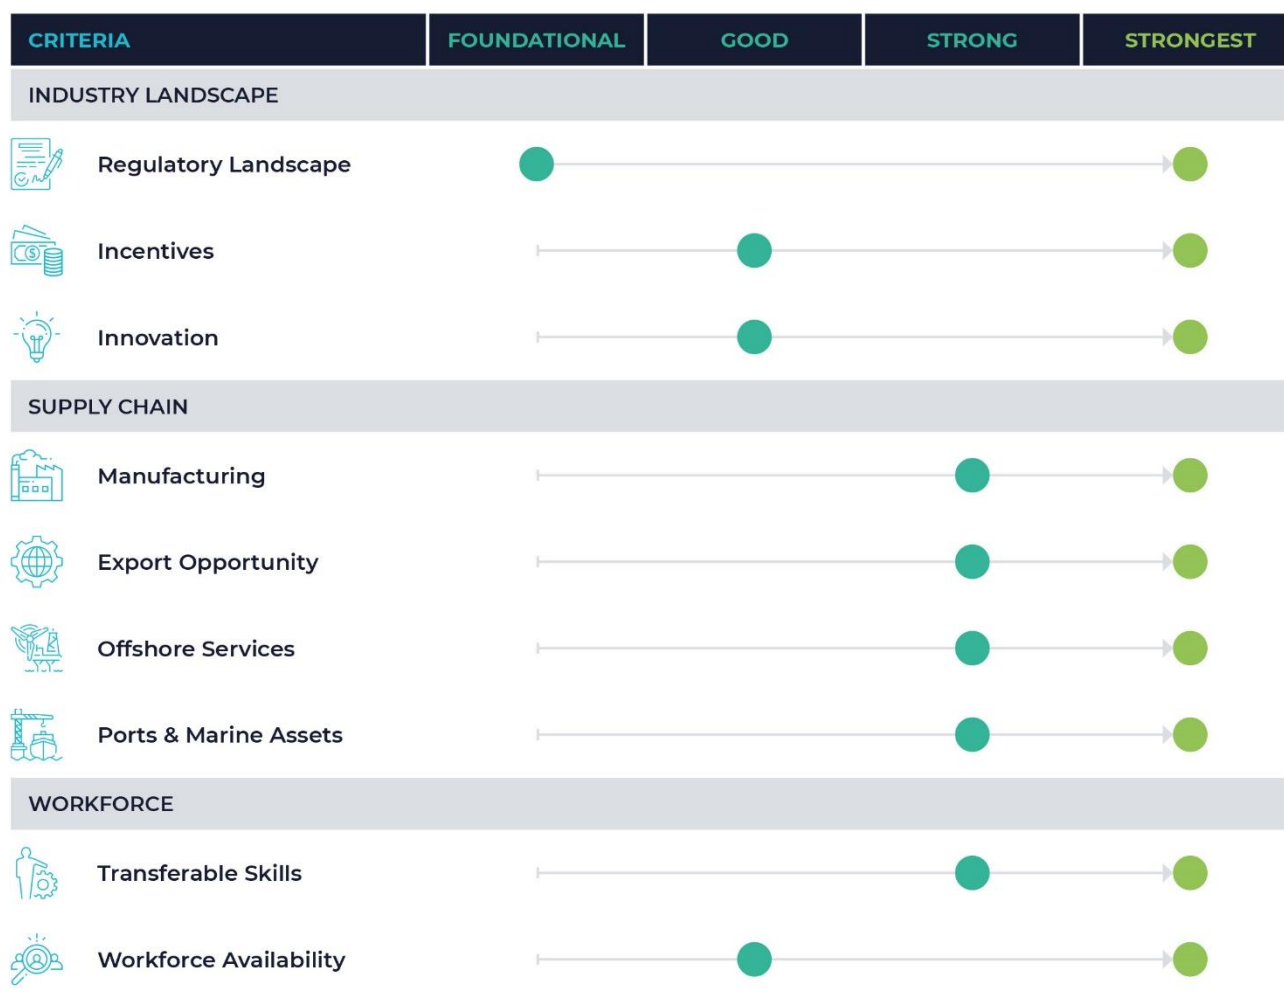 CRITERIA FOUNDATIONAL GOOD STRONG STRONGEST
INDUSTRY LANDSCAPE
Regulatory Landscape
Incentives
Innovation
SUPPLY CHAIN
Manufacturing
Export Opportunity
Offshore Services
Ports & Marine Assets
WORKFORCE
Transferable Skills
Workforce Availability